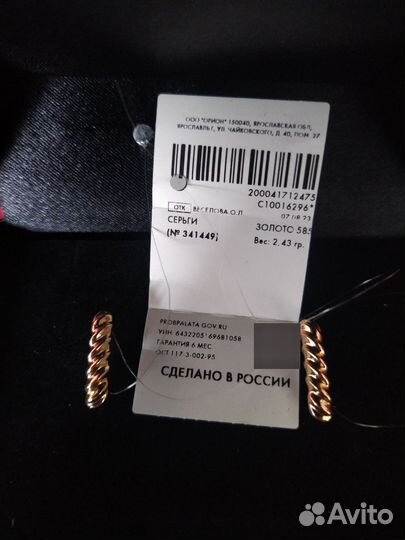 ООО "ОРИОН" 150040, ЯРОСЛАВСКАЯ ОБЛ,
ЯРОСЛАВЛЬ Г, УЛ. ЧАЙКОВСКОГО, Д. 40, ПОМ. 27
200041712475
С10016296*
ОТК ВЕСЕЛОВА О.Л 07.08.23
СЕРЬГИ ЗОЛОТО 585
(№ 341449) Вес: 2,43 гр.
PROBPALATA.GOV.RU
УИН: 6432205169681058
ГАРАНТИЯ 6 МЕС.
ОСТ 117-3-002-95
СДЕЛАНО В РОССИИ
Avito